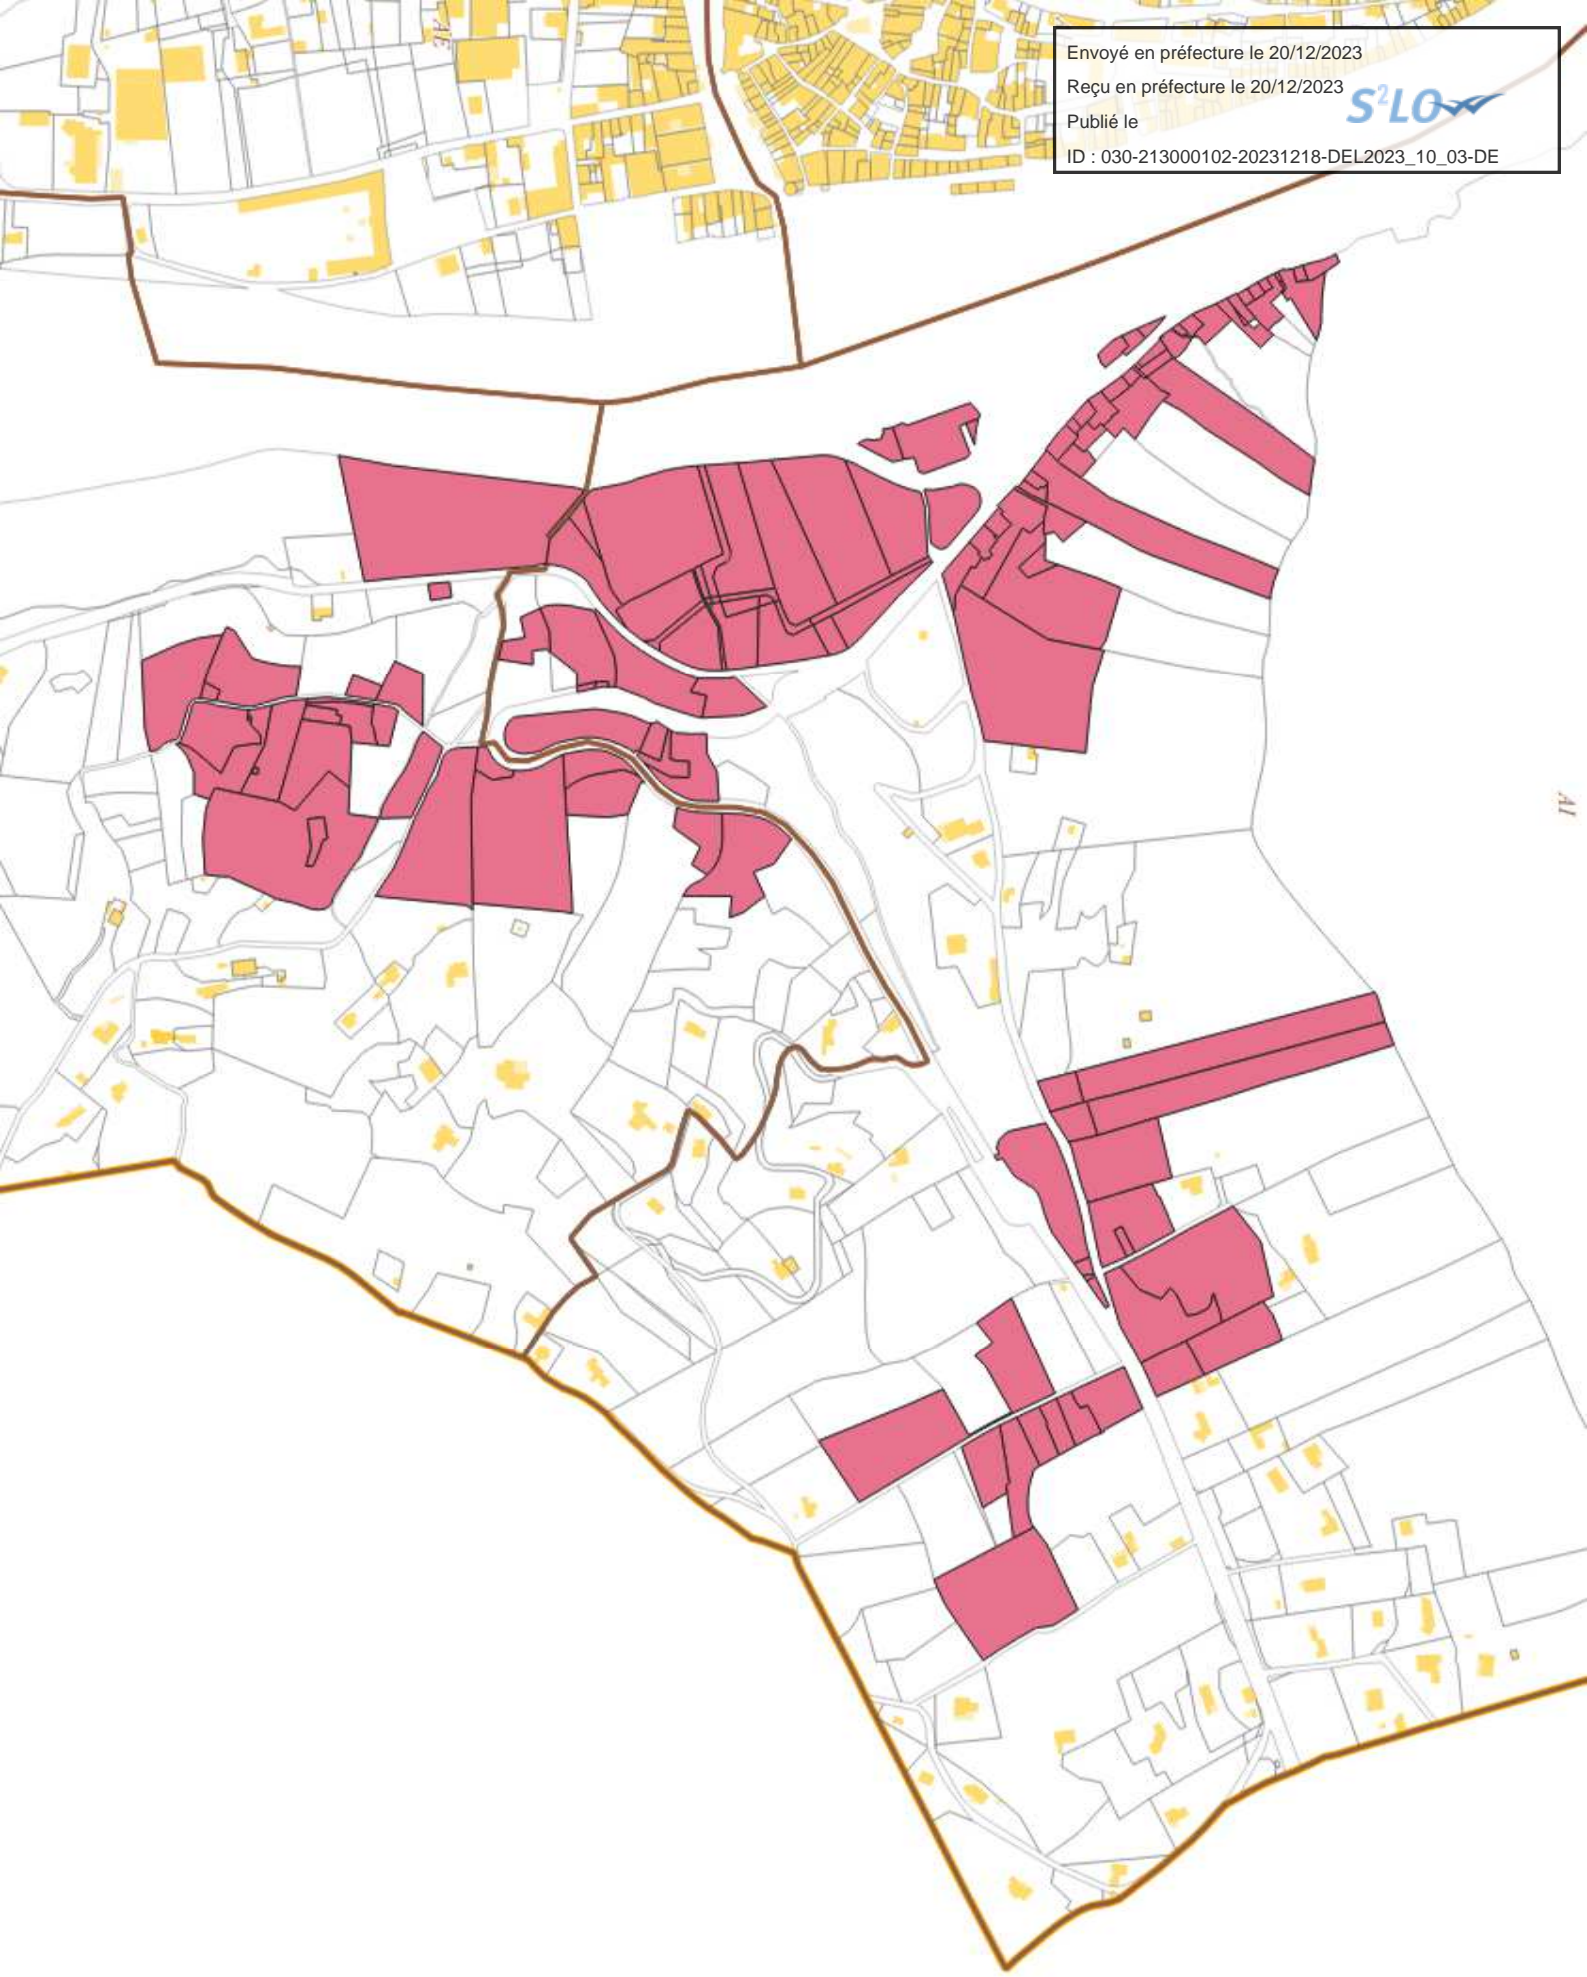 AE
Envoyé en préfecture le 20/12/2023
Reçu en préfecture le 20/12/2023
Publié le
S²LO
ID : 030-213000102-20231218-DEL2023_10_03-DE
AI